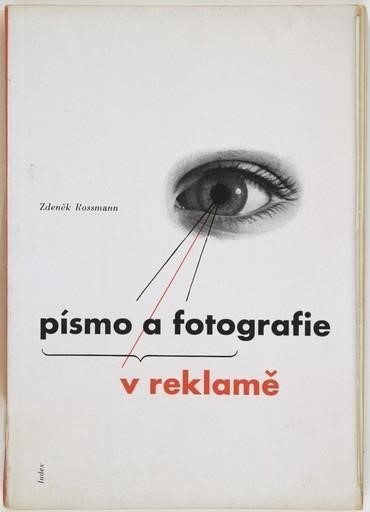 Zdeněk Rossmann
písmo a fotografie
v reklamě
Index